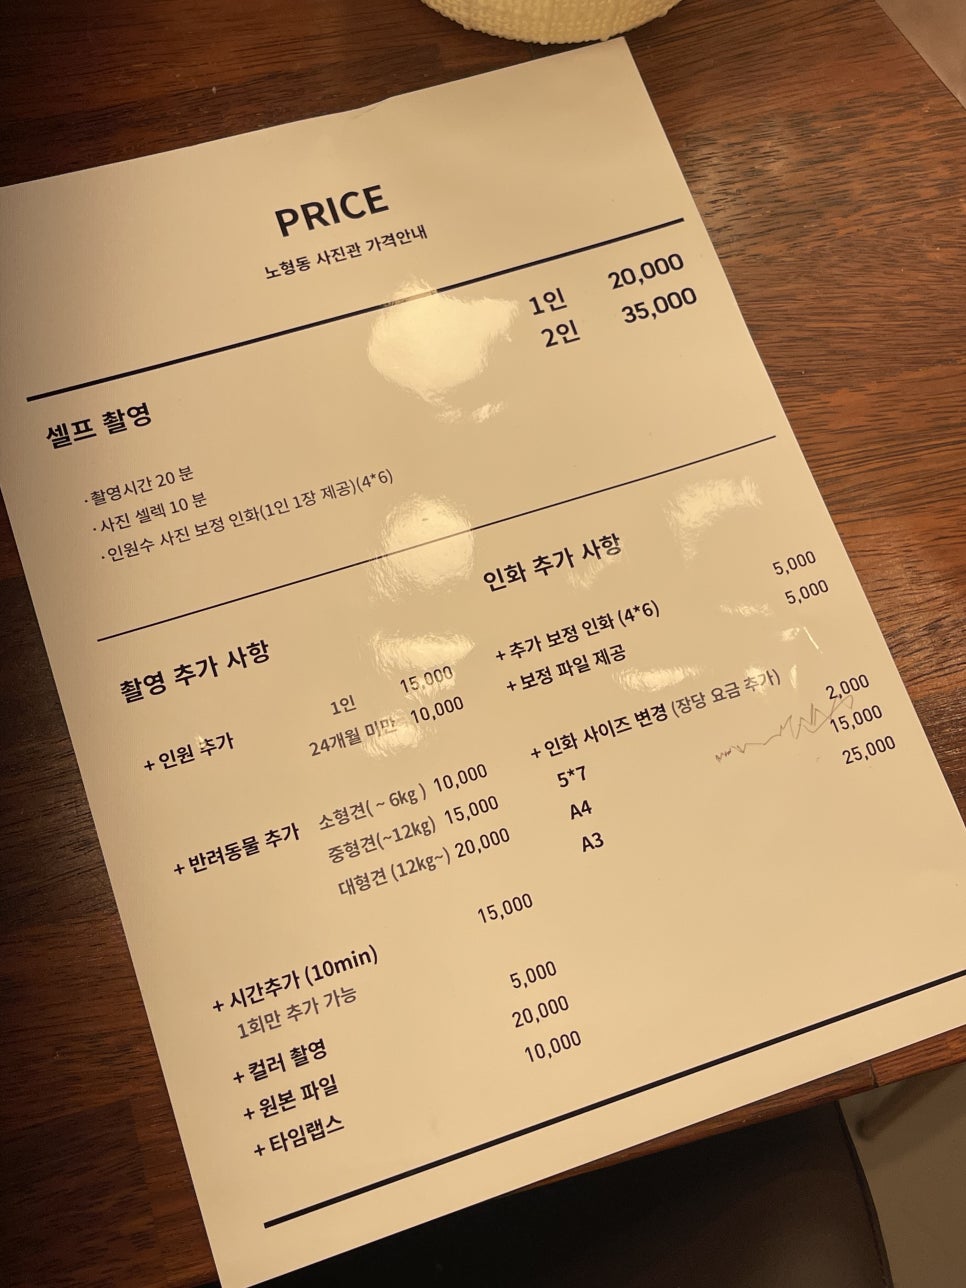 PRICE
노형동 사진관 가격안내
셀프 촬영
1인 20,000
2인 35,000
·촬영시간 20 분
·사진 셀렉 10 분
·인원수 사진 보정 인화(1인 1장 제공)(4*6)
촬영 추가 사항
+ 인원 추가 1인 15,000
24개월 미만 10,000
+ 반려동물 추가 소형견( ~ 6kg ) 10,000
중형견(~12kg) 15,000
대형견 (12kg~) 20,000
+ 시간추가 (10min) 15,000
1회만 추가 가능
+ 컬러 촬영 5,000
+ 원본 파일 20,000
+ 타임랩스 10,000
인화 추가 사항
+ 추가 보정 인화 (4*6) 5,000
+ 보정 파일 제공 5,000
+ 인화 사이즈 변경 (장당 요금 추가)
5*7 2,000
A4 15,000
A3 25,000